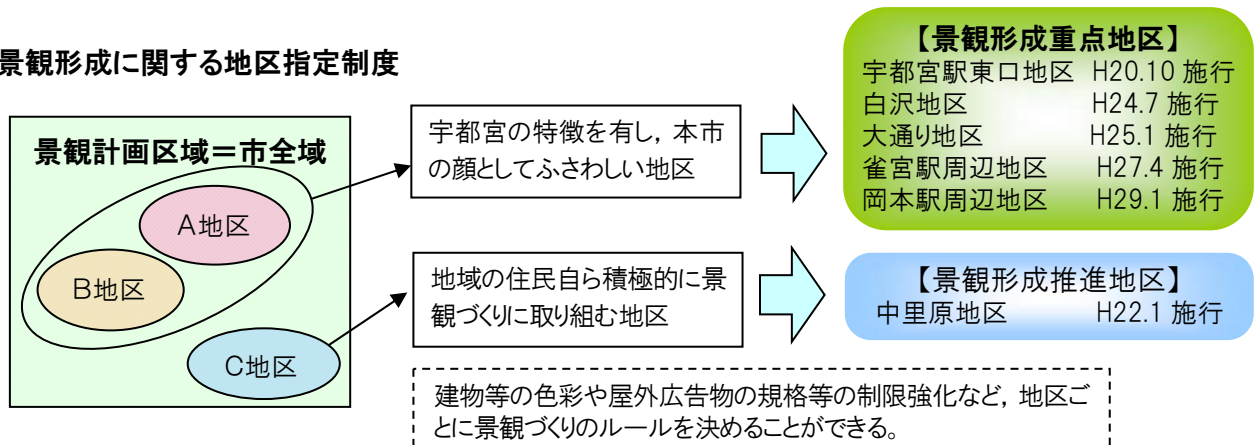 景観形成に関する地区指定制度
景観計画区域＝市全域
A地区
B地区
C地区
宇都宮の特徴を有し，本市
の顔としてふさわしい地区
地域の住民自ら積極的に景
観づくりに取り組む地区
【景観形成重点地区】
宇都宮駅東口地区 H20.10 施行
白沢地区 H24.7 施行
大通り地区 H25.1 施行
雀宮駅周辺地区 H27.4 施行
岡本駅周辺地区 H29.1 施行
【景観形成推進地区】
中里原地区 H22.1 施行
建物等の色彩や屋外広告物の規格等の制限強化など，地区ご
とに景観づくりのルールを決めることができる。